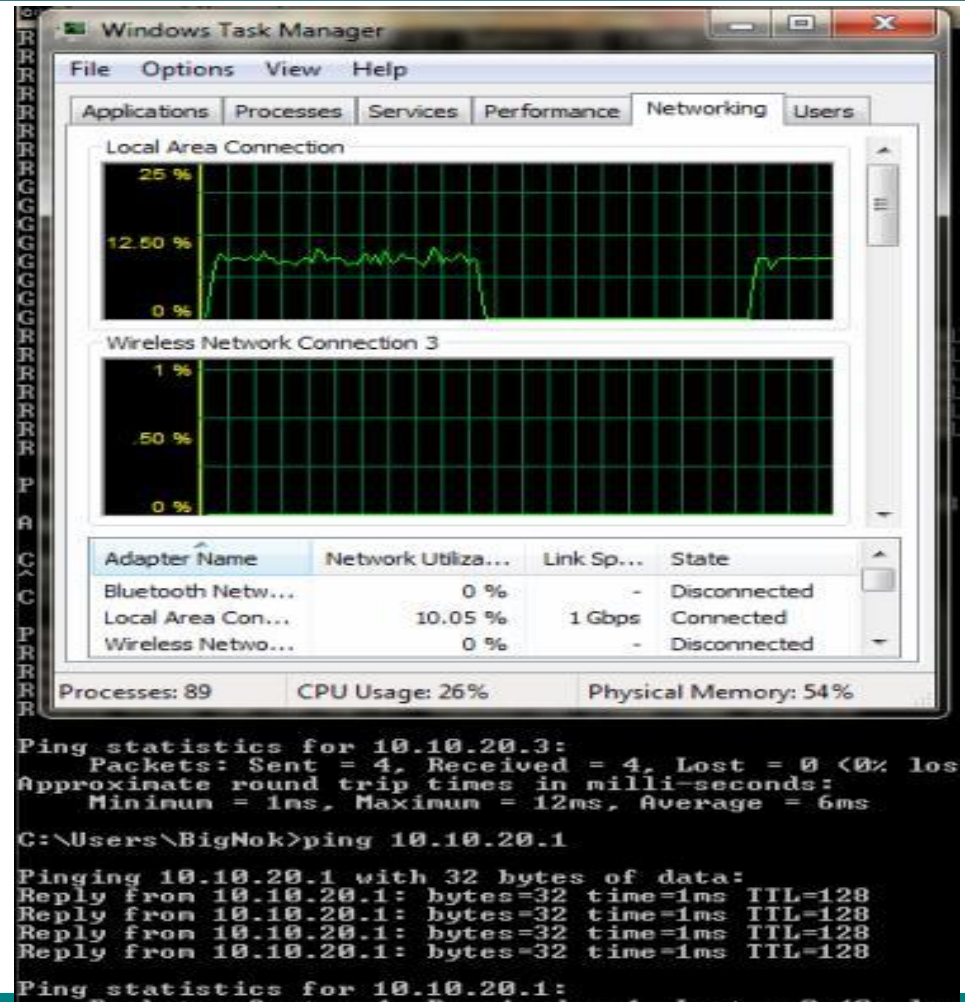 Windows Task Manager
File Options View Help
Applications Processes Services Performance Networking Users
Local Area Connection
25 %
12.50 %
0 %
Wireless Network Connection 3
1 %
.50 %
0 %
Adapter Name Network Utiliza... Link Sp... State
Bluetooth Netw... 0 % - Disconnected
Local Area Con... 10.05 % 1 Gbps Connected
Wireless Netwo... 0 % - Disconnected
Processes: 89 CPU Usage: 26% Physical Memory: 54%
R
R
R
R
R
R
R
R
G
G
G
G
G
G
G
G
R
R
R
R
R
R
R
P
A
C
^
C
P
R
R
R
R
Ping statistics for 10.10.20.3:
Packets: Sent = 4, Received = 4, Lost = 0 (0% los
Approximate round trip times in milli-seconds:
Minimum = 1ms, Maximum = 12ms, Average = 6ms
C:\Users\BigNok>ping 10.10.20.1
Pinging 10.10.20.1 with 32 bytes of data:
Reply from 10.10.20.1: bytes=32 time=1ms TTL=128
Reply from 10.10.20.1: bytes=32 time=1ms TTL=128
Reply from 10.10.20.1: bytes=32 time=1ms TTL=128
Reply from 10.10.20.1: bytes=32 time=1ms TTL=128
Ping statistics for 10.10.20.1: